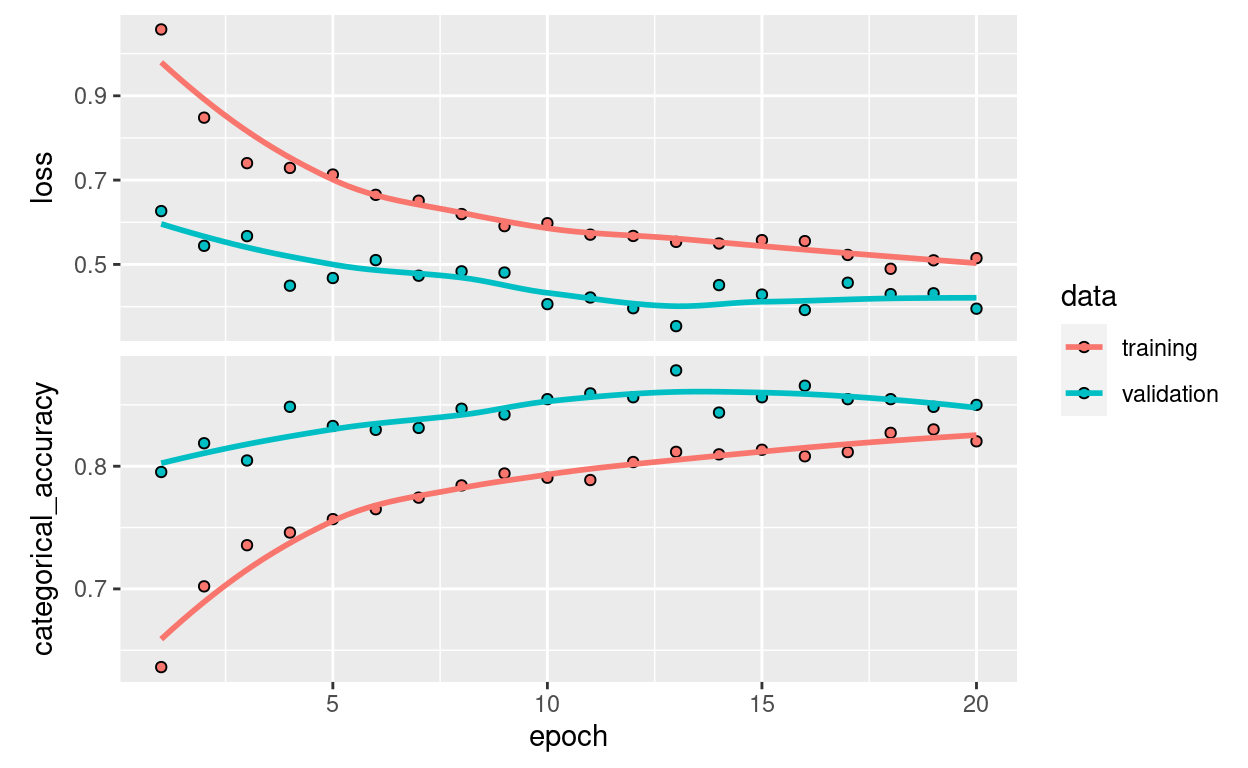 loss
0.9
0.7
0.5
categorical_accuracy
0.8
0.7
5 10 15 20
epoch
data
training
validation